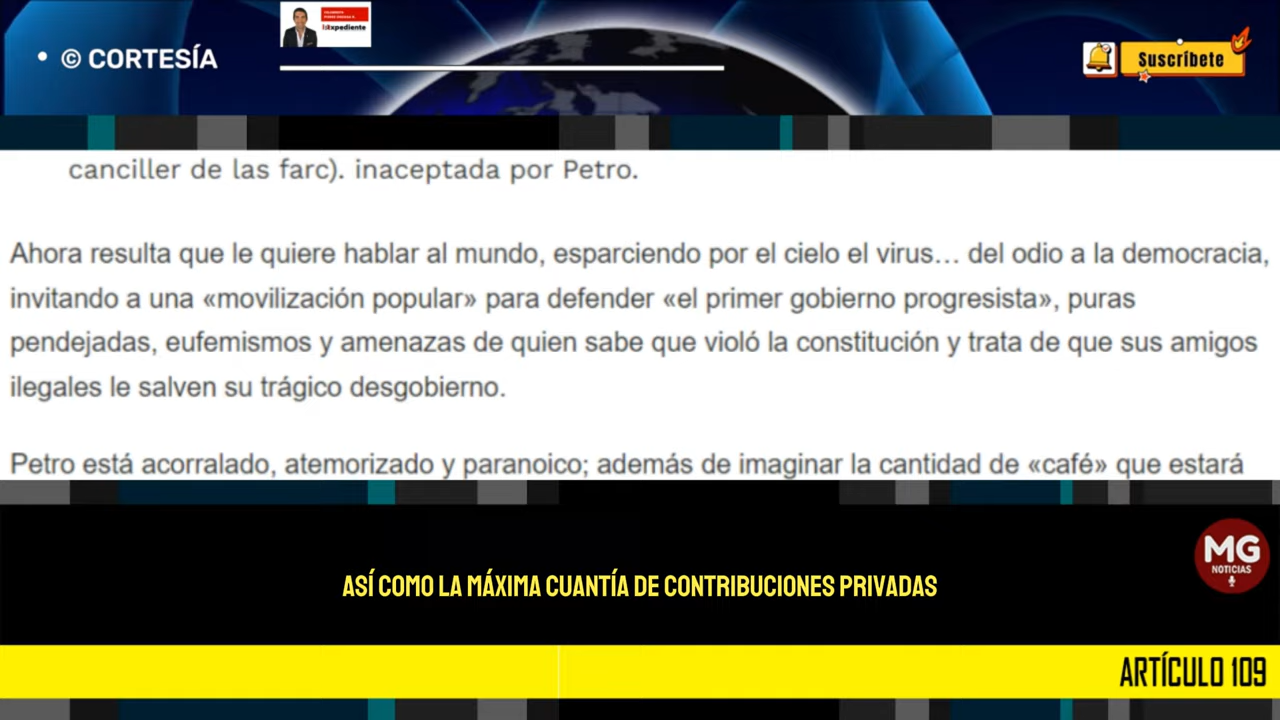 • © CORTESÍA
Suscríbete
canciller de las farc). inaceptada por Petro.
Ahora resulta que le quiere hablar al mundo, esparciendo por el cielo el virus... del odio a la democracia,
invitando a una «movilización popular» para defender «el primer gobierno progresista», puras
pendejadas, eufemismos y amenazas de quien sabe que violó la constitución y trata de que sus amigos
ilegales le salven su trágico desgobierno.
Petro está acorralado, atemorizado y paranoico; además de imaginar la cantidad de «café» que estará
MG
NOTICIAS
ASÍ COMO LA MÁXIMA CUANTÍA DE CONTRIBUCIONES PRIVADAS
ARTÍCULO 109